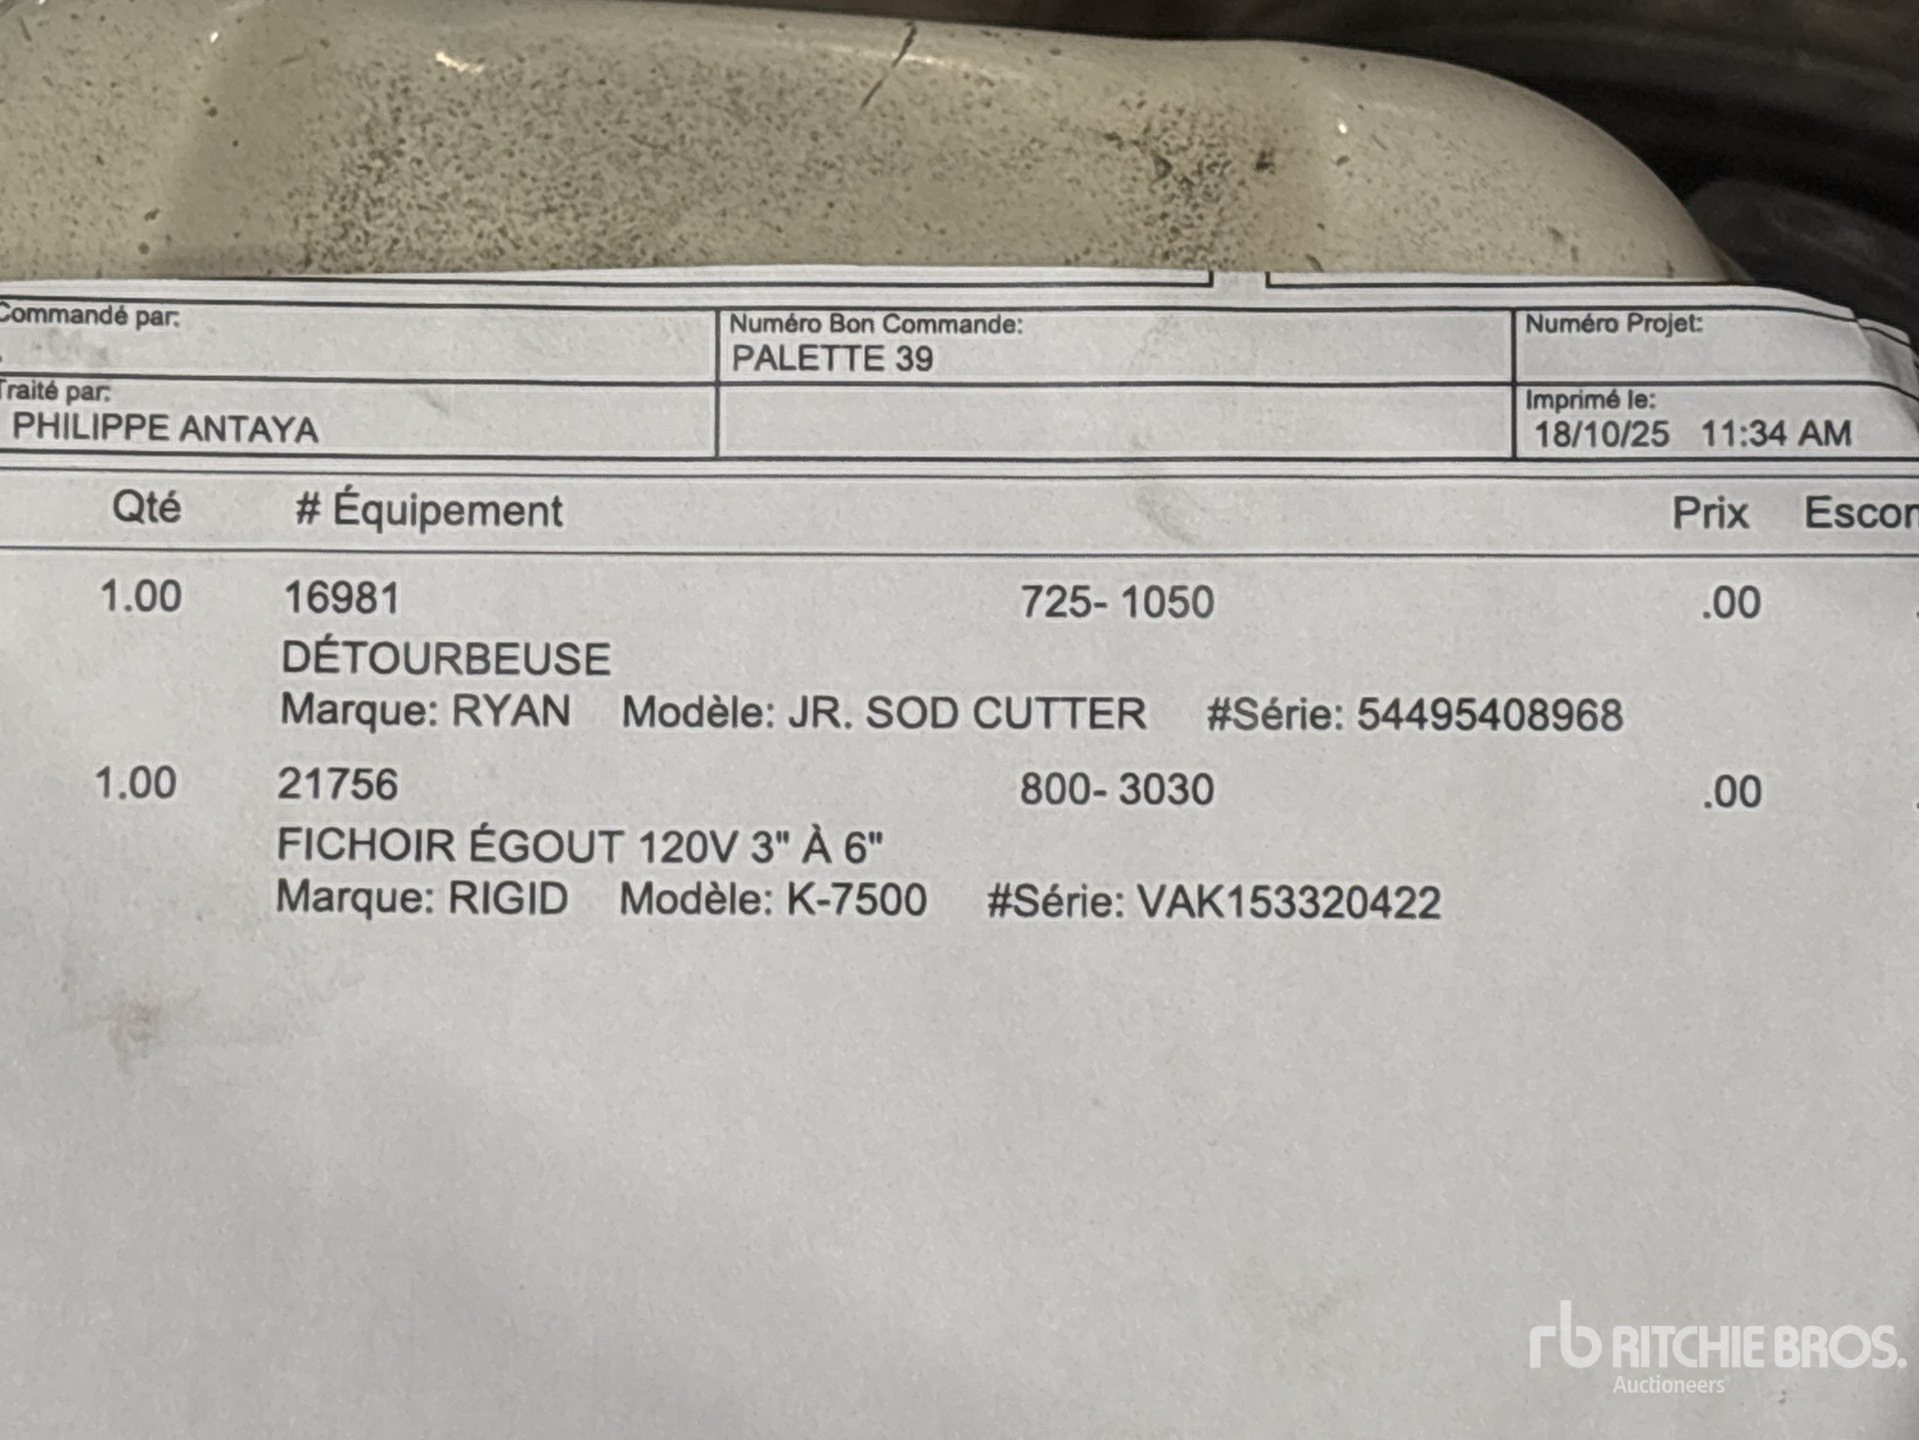 Commandé par:
Numéro Bon Commande:
Numéro Projet:
PALETTE 39
Traité par:
Imprimé le:
PHILIPPE ANTAYA
18/10/25 11:34 AM
Qté # Équipement Prix
1.00 16981 725- 1050 .00
DÉTOURBEUSE
Marque: RYAN Modèle: JR. SOD CUTTER #Série: 54495408968
1.00 21756 800- 3030 .00
FICHOIR ÉGOUT 120V 3" À 6"
Marque: RIGID Modèle: K-7500 #Série: VAK153320422
rb RITCHIE BROS.
Auctioneers